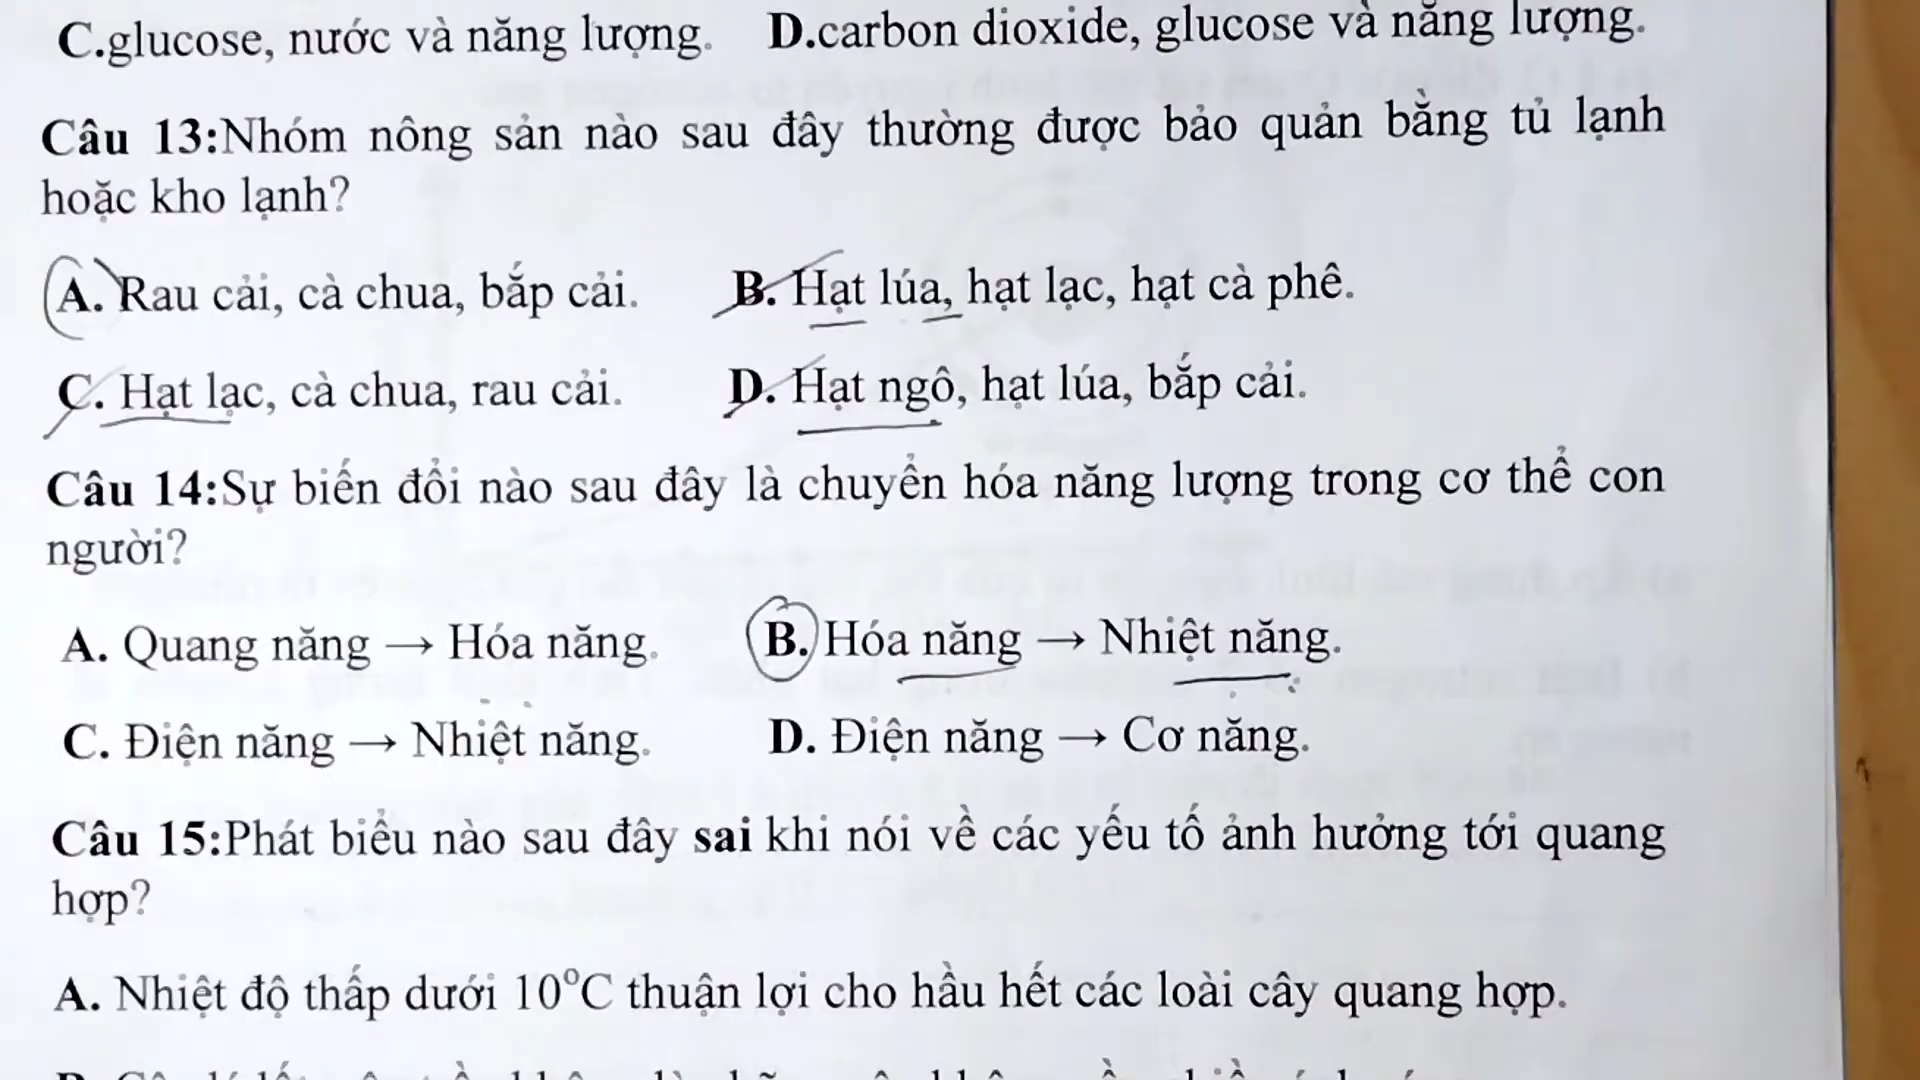 C.glucose, nước và năng lượng. D.carbon dioxide, glucose và năng lượng.
Câu 13:Nhóm nông sản nào sau đây thường được bảo quản bằng tủ lạnh
hoặc kho lạnh?
A. Rau cải, cà chua, bắp cải. B. Hạt lúa, hạt lạc, hạt cà phê.
C. Hạt lạc, cà chua, rau cải. D. Hạt ngô, hạt lúa, bắp cải.
Câu 14:Sự biến đổi nào sau đây là chuyển hóa năng lượng trong cơ thể con
người?
A. Quang năng → Hóa năng. B. Hóa năng → Nhiệt năng.
C. Điện năng → Nhiệt năng. D. Điện năng → Cơ năng.
Câu 15:Phát biểu nào sau đây sai khi nói về các yếu tố ảnh hưởng tới quang
hợp?
A. Nhiệt độ thấp dưới 10°C thuận lợi cho hầu hết các loài cây quang hợp.